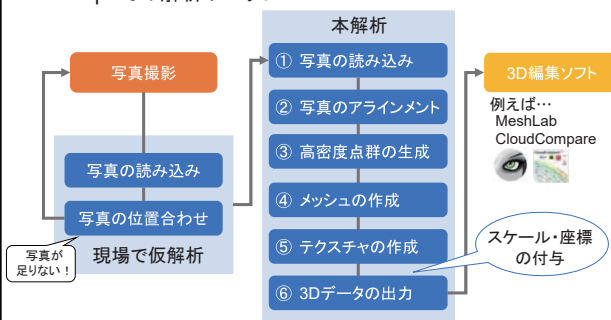 写真撮影
写真の読み込み
写真の位置合わせ
現場で仮解析
写真が
足りない！
本解析
① 写真の読み込み
② 写真のアラインメント
③ 高密度点群の生成
④ メッシュの作成
⑤ テクスチャの作成
⑥ 3Dデータの出力
スケール・座標
の付与
3D編集ソフト
例えば…
MeshLab
CloudCompare